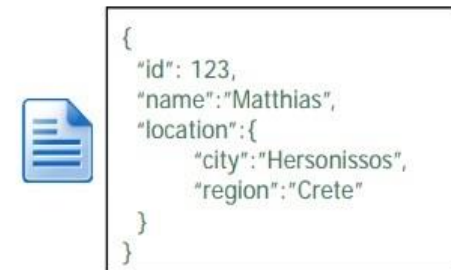 {
"id": 123,
"name":"Matthias",
"location":{
"city":"Hersonissos",
"region":"Crete"
}
}